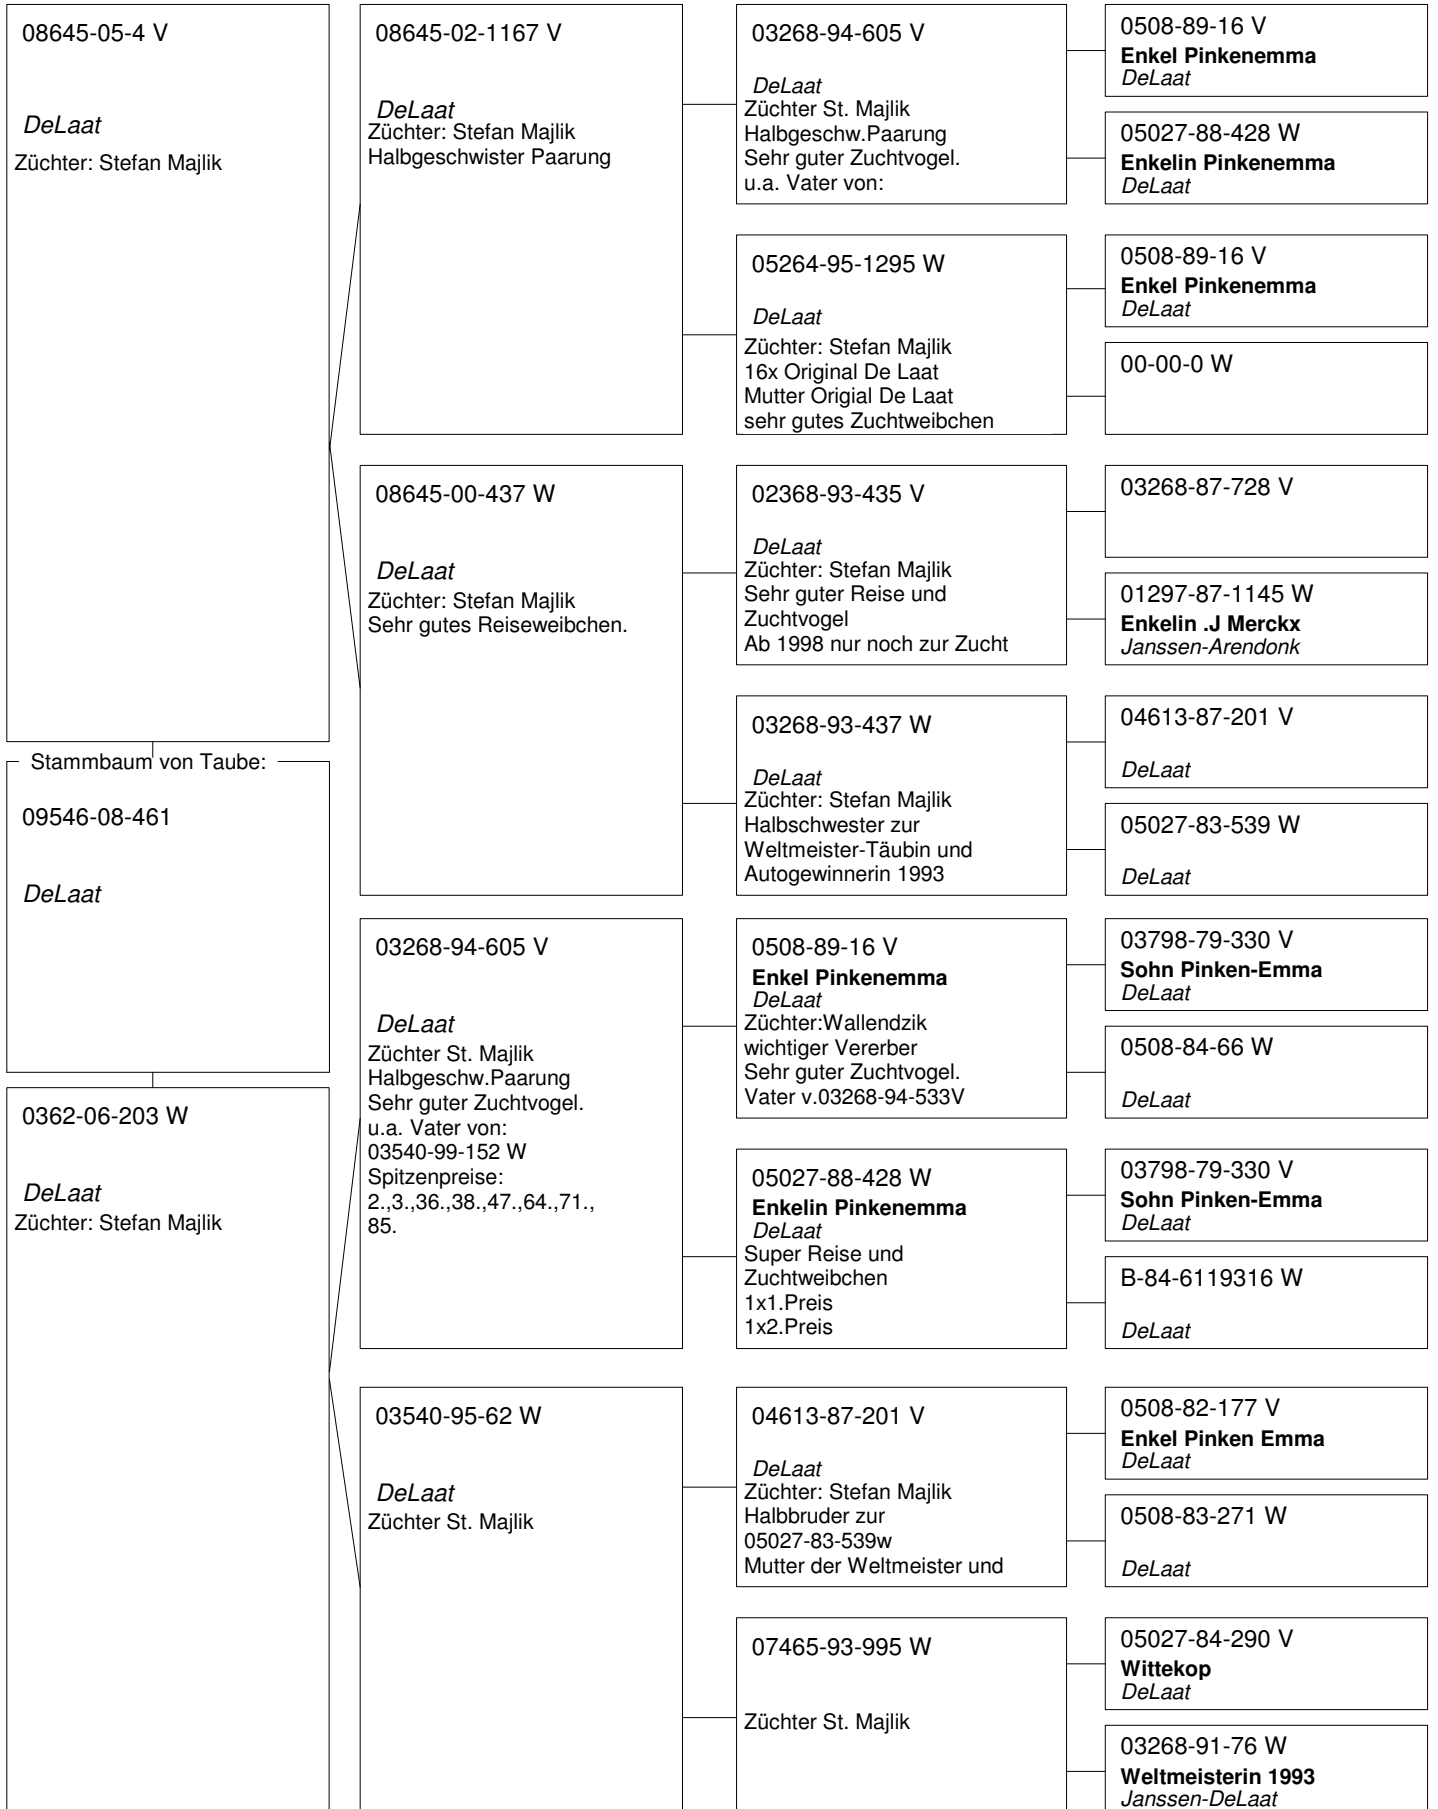 08645-05-4 V
DeLaat
Züchter: Stefan Majlik
Stammbaum von Taube:
09546-08-461
DeLaat
0362-06-203 W
DeLaat
Züchter: Stefan Majlik
08645-02-1167 V
DeLaat
Züchter: Stefan Majlik
Halbgeschwister Paarung
08645-00-437 W
DeLaat
Züchter: Stefan Majlik
Sehr gutes Reiseweibchen.
03268-94-605 V
DeLaat
Züchter St. Majlik
Halbgeschw.Paarung
Sehr guter Zuchtvogel.
u.a. Vater von:
03540-99-152 W
Spitzenpreise:
2.,3.,36.,38.,47.,64.,71.,
85.
03540-95-62 W
DeLaat
Züchter St. Majlik
03268-94-605 V
DeLaat
Züchter St. Majlik
Halbgeschw.Paarung
Sehr guter Zuchtvogel.
u.a. Vater von:
05264-95-1295 W
DeLaat
Züchter: Stefan Majlik
16x Original De Laat
Mutter Origial De Laat
sehr gutes Zuchtweibchen
02368-93-435 V
DeLaat
Züchter: Stefan Majlik
Sehr guter Reise und
Zuchtvogel
Ab 1998 nur noch zur Zucht
03268-93-437 W
DeLaat
Züchter: Stefan Majlik
Halbschwester zur
Weltmeister-Täubin und
Autogewinnerin 1993
0508-89-16 V
Enkel Pinkenemma
DeLaat
Züchter:Wallendzik
wichtiger Vererber
Sehr guter Zuchtvogel.
Vater v.03268-94-533V
05027-88-428 W
Enkelin Pinkenemma
DeLaat
Super Reise und
Zuchtweibchen
1x1.Preis
1x2.Preis
04613-87-201 V
DeLaat
Züchter: Stefan Majlik
Halbbruder zur
05027-83-539w
Mutter der Weltmeister und
07465-93-995 W
Züchter St. Majlik
0508-89-16 V
Enkel Pinkenemma
DeLaat
05027-88-428 W
Enkelin Pinkenemma
DeLaat
0508-89-16 V
Enkel Pinkenemma
DeLaat
00-00-0 W
03268-87-728 V
01297-87-1145 W
Enkelin .J Merckx
Janssen-Arendonk
04613-87-201 V
DeLaat
05027-83-539 W
DeLaat
03798-79-330 V
Sohn Pinken-Emma
DeLaat
0508-84-66 W
DeLaat
03798-79-330 V
Sohn Pinken-Emma
DeLaat
B-84-6119316 W
DeLaat
0508-82-177 V
Enkel Pinken Emma
DeLaat
0508-83-271 W
DeLaat
05027-84-290 V
Wittekop
DeLaat
03268-91-76 W
Weltmeisterin 1993
Janssen-DeLaat